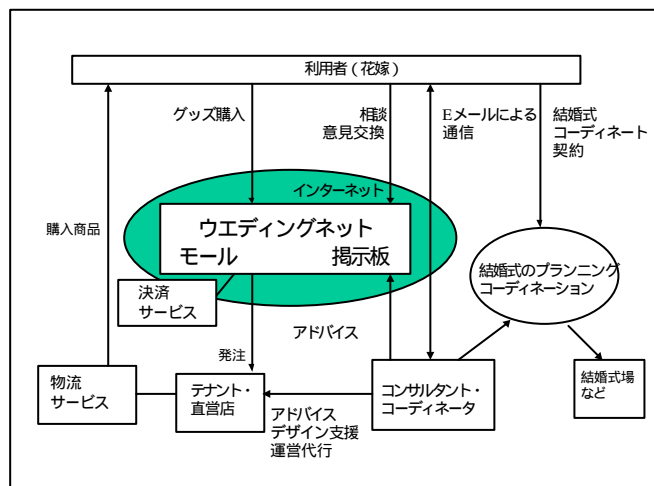 利用者（花嫁）
グッズ購入
相談
意見交換
Eメールによる
通信
結婚式
コーディネート
契約
インターネット
購入商品
ウエディングネット
モール 掲示板
結婚式のプランニング
コーディネーション
決済
サービス
アドバイス
発注
物流
サービス
テナント・
直営店
コンサルタント・
コーディネータ
結婚式場
など
アドバイス
デザイン支援
運営代行